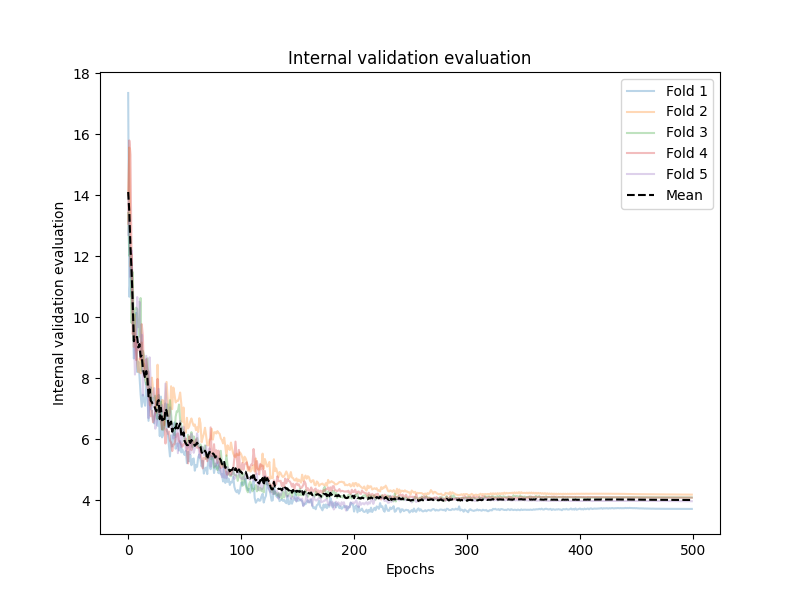 Internal validation evaluation
Internal validation evaluation
18
16
14
12
10
8
6
4
0
100
200
300
400
500
Epochs
Fold 1
Fold 2
Fold 3
Fold 4
Fold 5
Mean